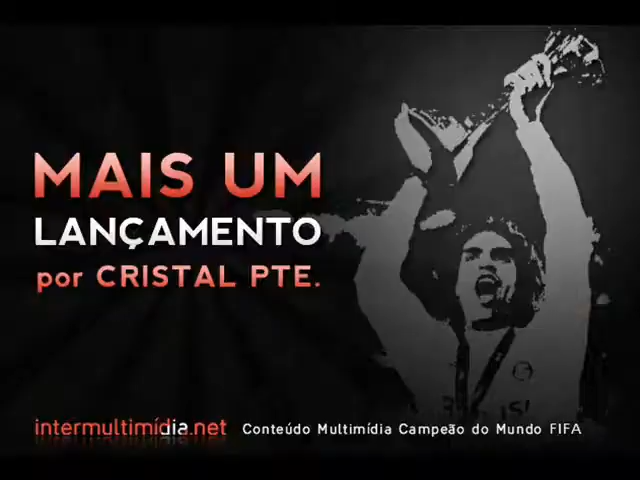 MAIS UM
LANÇAMENTO
por CRISTAL PTE.
intermultimídia.net Conteúdo Multimídia Campeão do Mundo FIFA